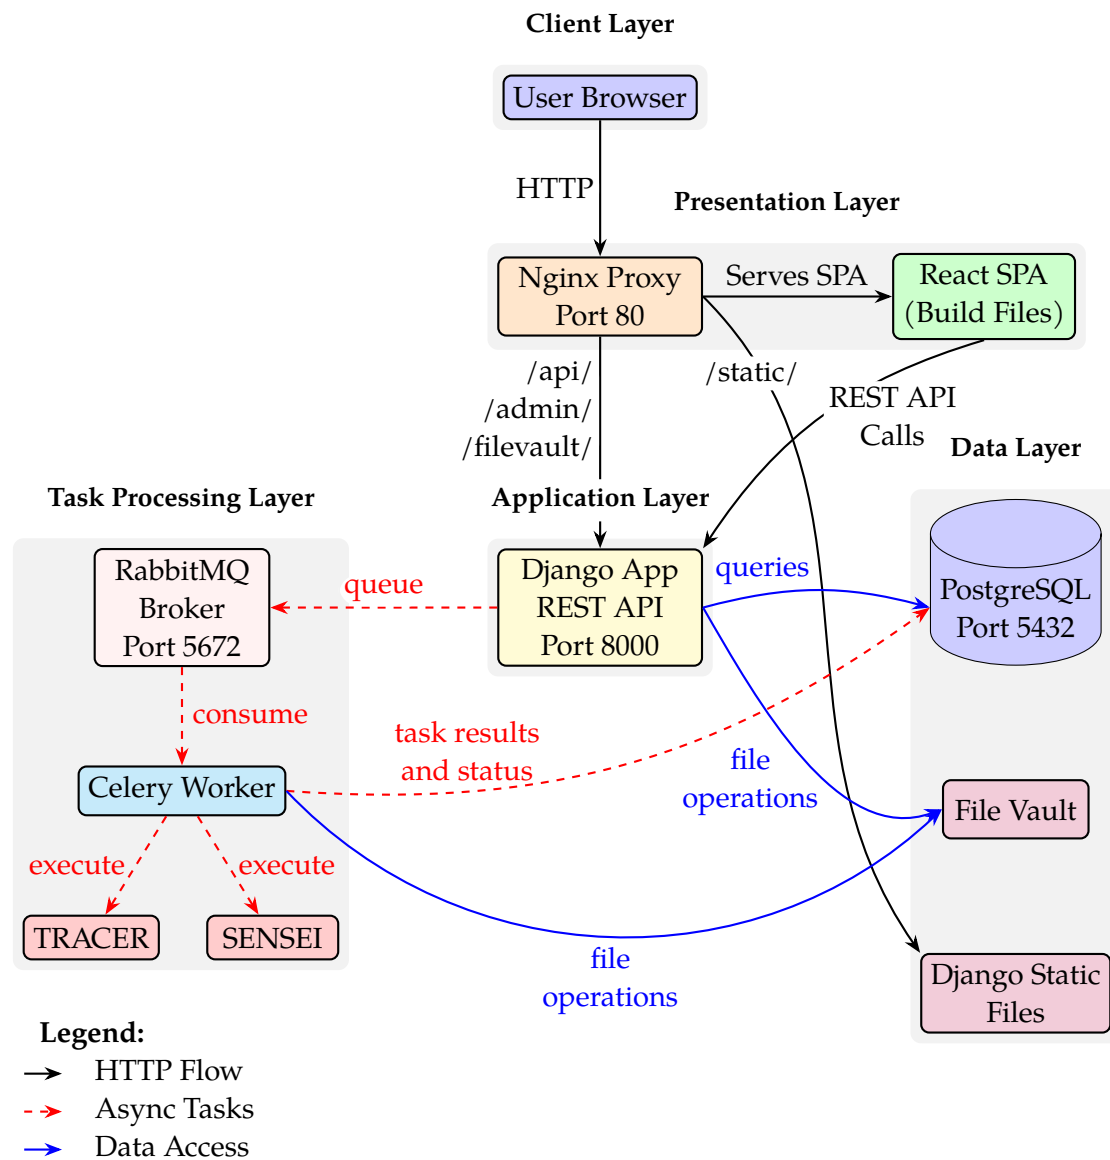 Client Layer
User Browser
HTTP
Presentation Layer
Nginx Proxy
Port 80
Serves SPA
React SPA
(Build Files)
/api/
/admin/
/filevault/
/static/
REST API
Calls
Data Layer
Task Processing Layer
Application Layer
RabbitMQ
Broker
Port 5672
queue
Django App
REST API
Port 8000
queries
PostgreSQL
Port 5432
consume
task results
and status
Celery Worker
file
operations
File Vault
execute
execute
TRACER
SENSEI
file
operations
Django Static
Files
Legend:
HTTP Flow
Async Tasks
Data Access